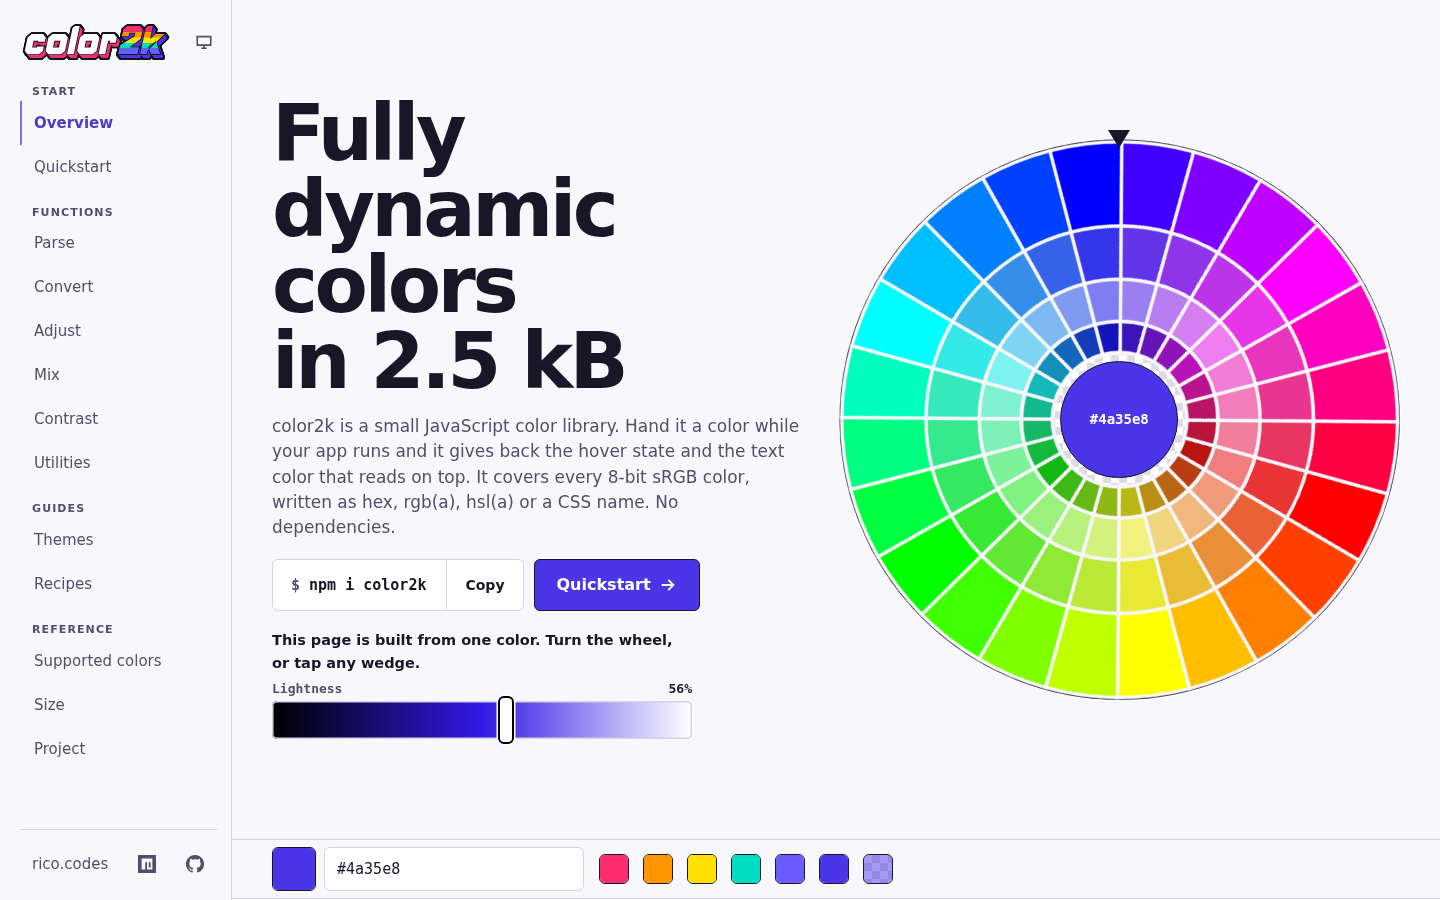 color2k
START
Overview
Quickstart
FUNCTIONS
Parse
Convert
Adjust
Mix
Contrast
Utilities
GUIDES
Themes
Recipes
REFERENCE
Supported colors
Size
Project
rico.codes
Fully
dynamic
colors
in 2.5 kB
color2k is a small JavaScript color library. Hand it a color while
your app runs and it gives back the hover state and the text
color that reads on top. It covers every 8-bit sRGB color,
written as hex, rgb(a), hsl(a) or a CSS name. No
dependencies.
$ npm i color2k Copy Quickstart →
This page is built from one color. Turn the wheel,
or tap any wedge.
Lightness 56%
#4a35e8
#4a35e8